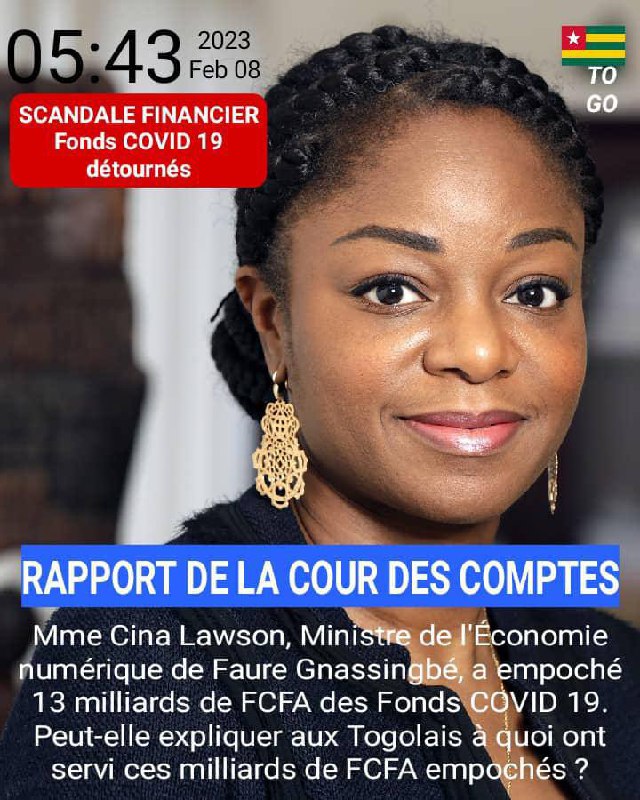 05:43
2023
Feb 08
TO
GO
SCANDALE FINANCIER
Fonds COVID 19
détournés
RAPPORT DE LA COUR DES COMPTES
Mme Cina Lawson, Ministre de l'Économie
numérique de Faure Gnassingbé, a empoché
13 milliards de FCFA des Fonds COVID 19.
Peut-elle expliquer aux Togolais à quoi ont
servi ces milliards de FCFA empochés ?